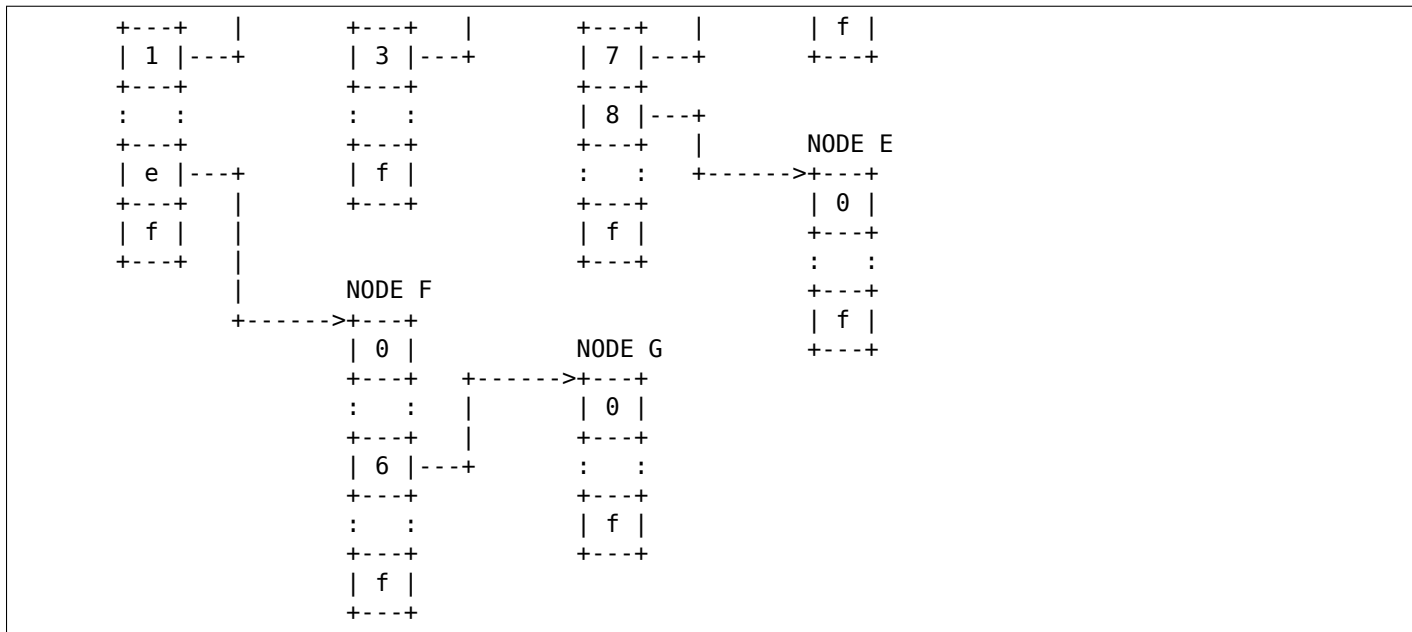 +---+   |       +---+   |       +---+   |       | f |
| 1 |---+       | 3 |---+       | 7 |---+       +---+
+---+           +---+           +---+
:   :           :   :           | 8 |---+
+---+           +---+           +---+   |       NODE E
| e |---+       | f |           :   :   +------>+---+
+---+   |       +---+           +---+           | 0 |
| f |   |                       | f |           +---+
+---+   |                       +---+           :   :
        |       NODE F                          +---+
        +------>+---+                           | f |
                | 0 |           NODE G          +---+
                +---+   +------>+---+
                :   :   |       | 0 |
                +---+   |       +---+
                | 6 |---+       :   :
                +---+           +---+
                :   :           | f |
                +---+           +---+
                | f |
                +---+